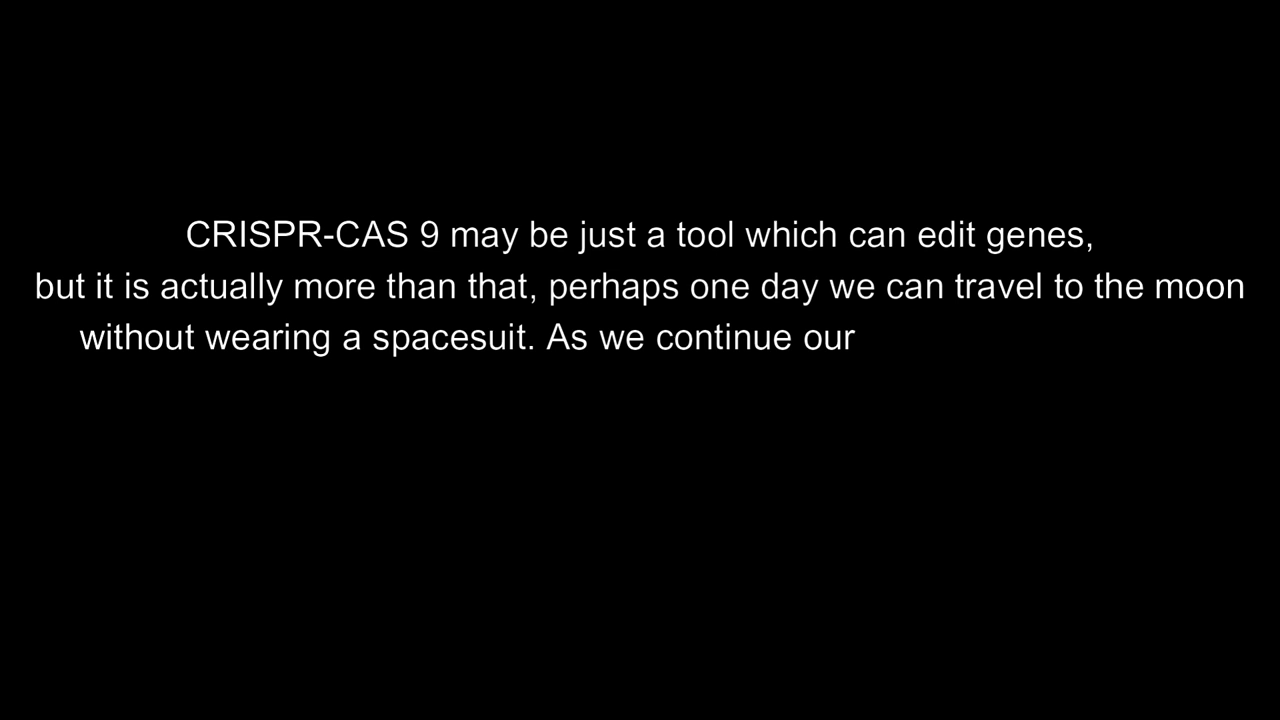 CRISPR-CAS 9 may be just a tool which can edit genes,
but it is actually more than that, perhaps one day we can travel to the moon
without wearing a spacesuit. As we continue our